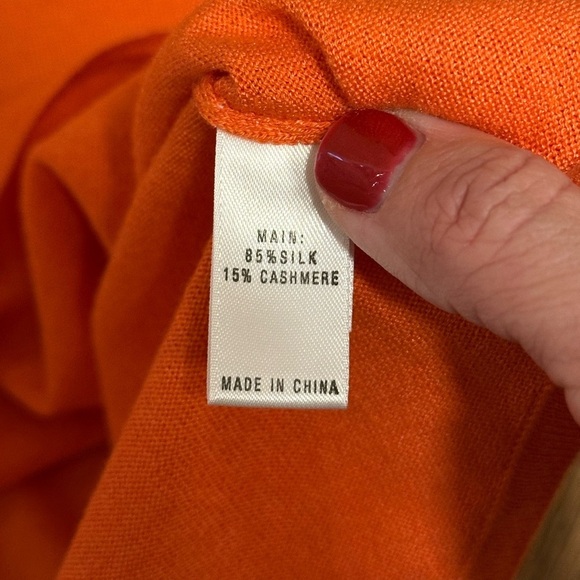 MAIN:
85%SILK
15% CASHMERE
MADE IN CHINA